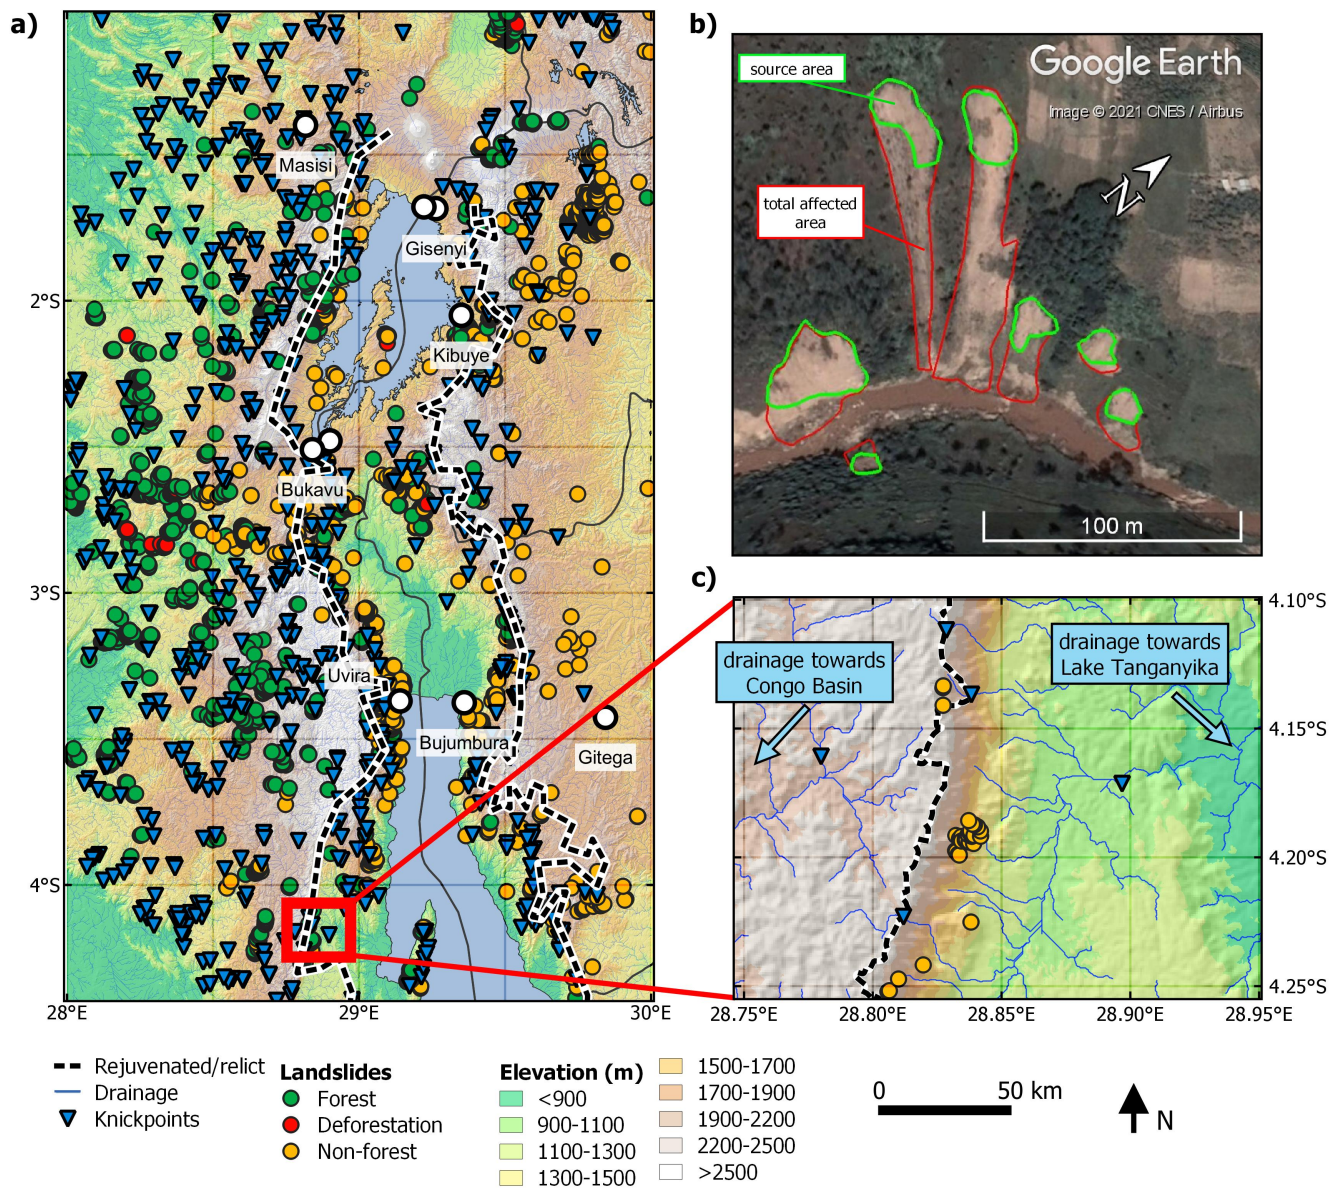 a)
Masisi
Gisenyi
2°S
Kibuye
Bukavu
3°S
Uvira
Bujumbura
Gitega
4°S
28°E
29°E
30°E
b)
Google Earth
Image © 2021 CNES / Airbus
source area
N
total affected
area
100 m
c)
4.10°S
drainage towards
Congo Basin
drainage towards
Lake Tanganyika
4.15°S
4.20°S
4.25°S
28.75°E
28.80°E
28.85°E
28.90°E
28.95°E
Rejuvenated/relict
Drainage
Knickpoints
Landslides
Forest
Deforestation
Non-forest
Elevation (m)
<900
900-1100
1100-1300
1300-1500
1500-1700
1700-1900
1900-2200
2200-2500
>2500
0
50 km
N